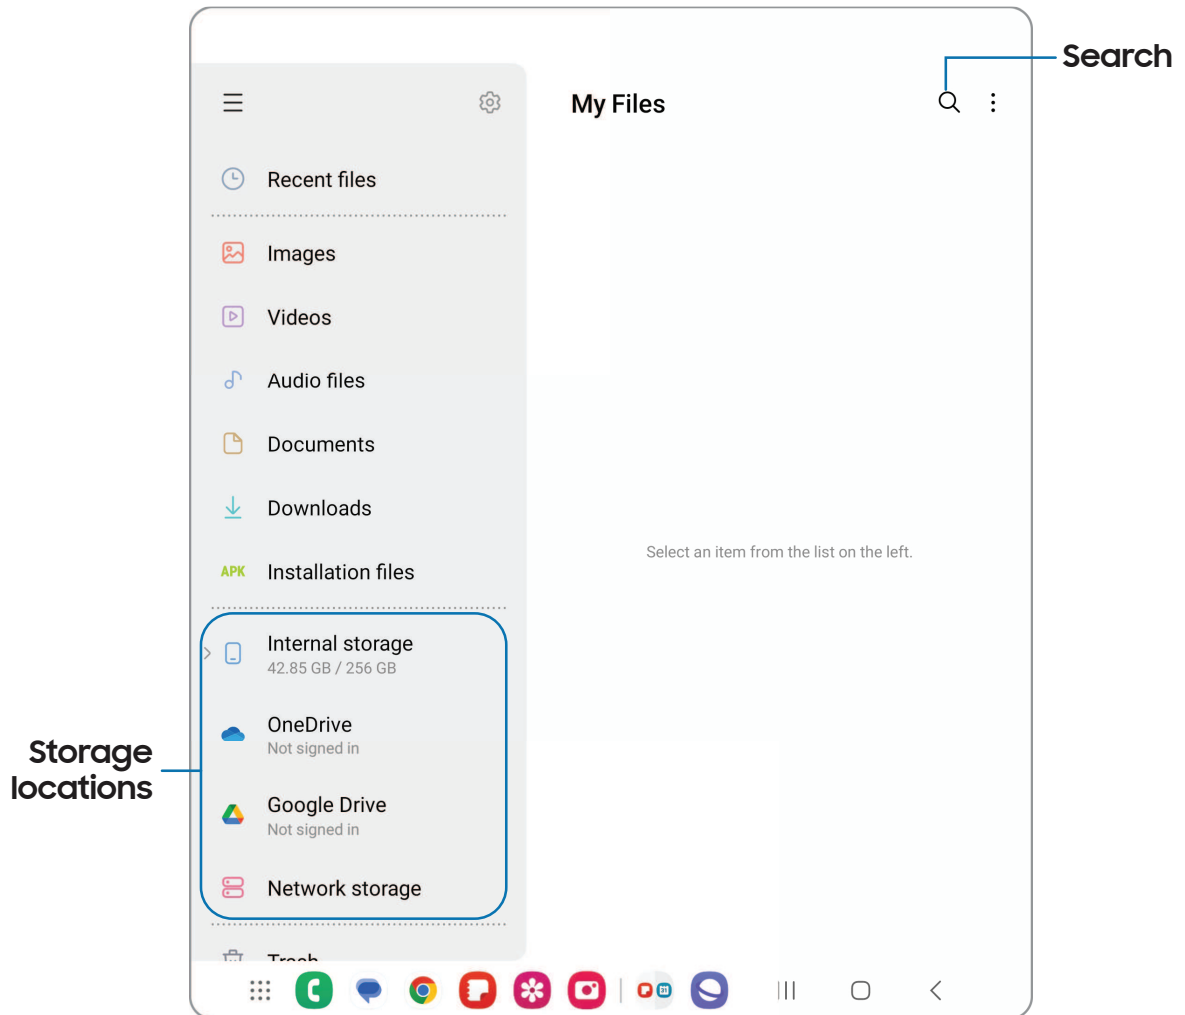 Search
My Files
Recent files
Images
Videos
Audio files
Documents
Downloads
APK Installation files
Internal storage
42.85 GB / 256 GB
OneDrive
Not signed in
Google Drive
Not signed in
Network storage
Trash
Select an item from the list on the left.
Storage
locations
31